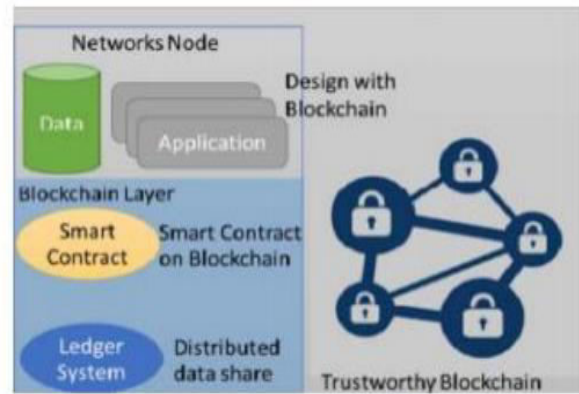 Networks Node
Data
Application
Design with
Blockchain
Blockchain Layer
Smart
Contract
Smart Contract
on Blockchain
Ledger
System
Distributed
data share
Trustworthy Blockchain